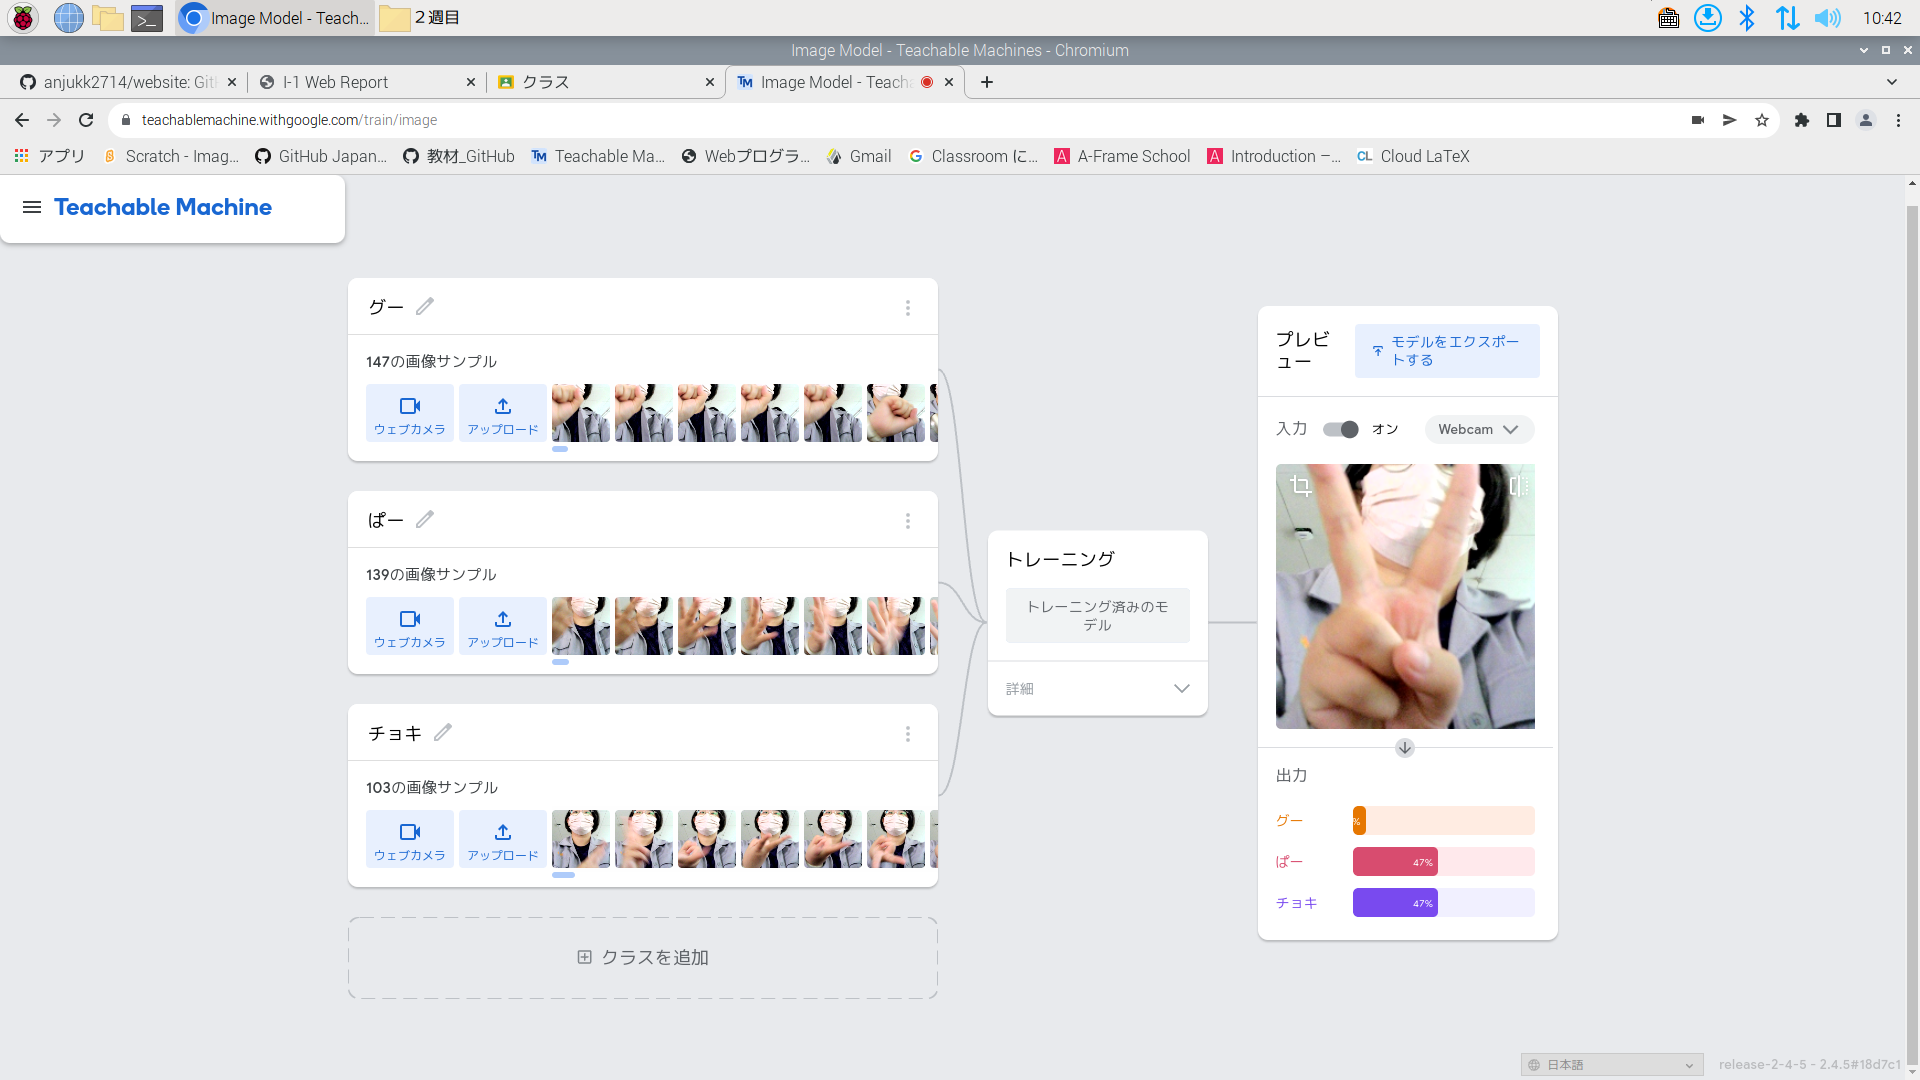 Image Model - Teach...
２週目
10:42
Image Model - Teachable Machines - Chromium
anjukk2714/website: Git
I-1 Web Report
クラス
Image Model - Teach
teachablemachine.withgoogle.com/train/image
アプリ
Scratch - Imag...
GitHub Japan...
教材_GitHub
Teachable Ma...
Webプログラ...
Gmail
Classroom に...
A-Frame School
Introduction –...
Cloud LaTeX
Teachable Machine
グー
147の画像サンプル
ウェブカメラ
アップロード
ぱー
139の画像サンプル
ウェブカメラ
アップロード
チョキ
103の画像サンプル
ウェブカメラ
アップロード
クラスを追加
トレーニング
トレーニング済みのモ
デル
詳細
プレビ
ュー
モデルをエクスポー
トする
入力
オン
Webcam
出力
グー
%
ぱー
47%
チョキ
47%
日本語
release-2-4-5 - 2.4.5#18d7c1